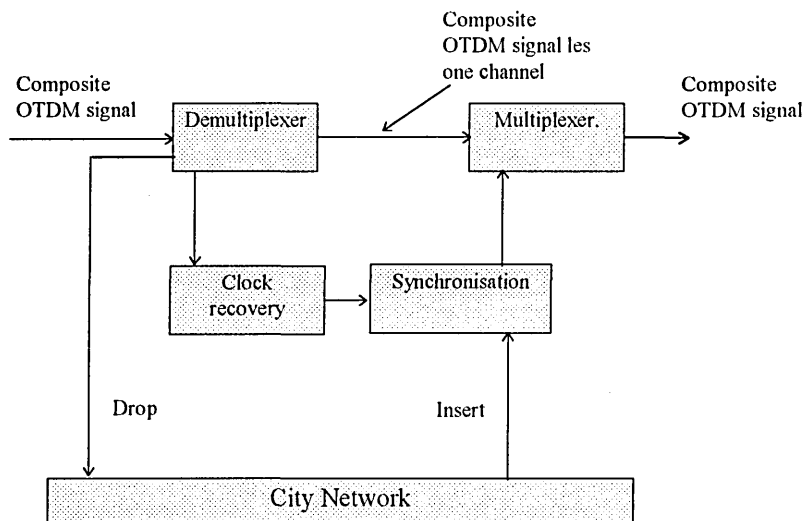 Composite
OTDM signal les
one channel
Composite
OTDM signal
Composite
OTDM signal
Demultiplexer
Multiplexer.
Clock
recovery
Synchronisation
Drop
Insert
City Network